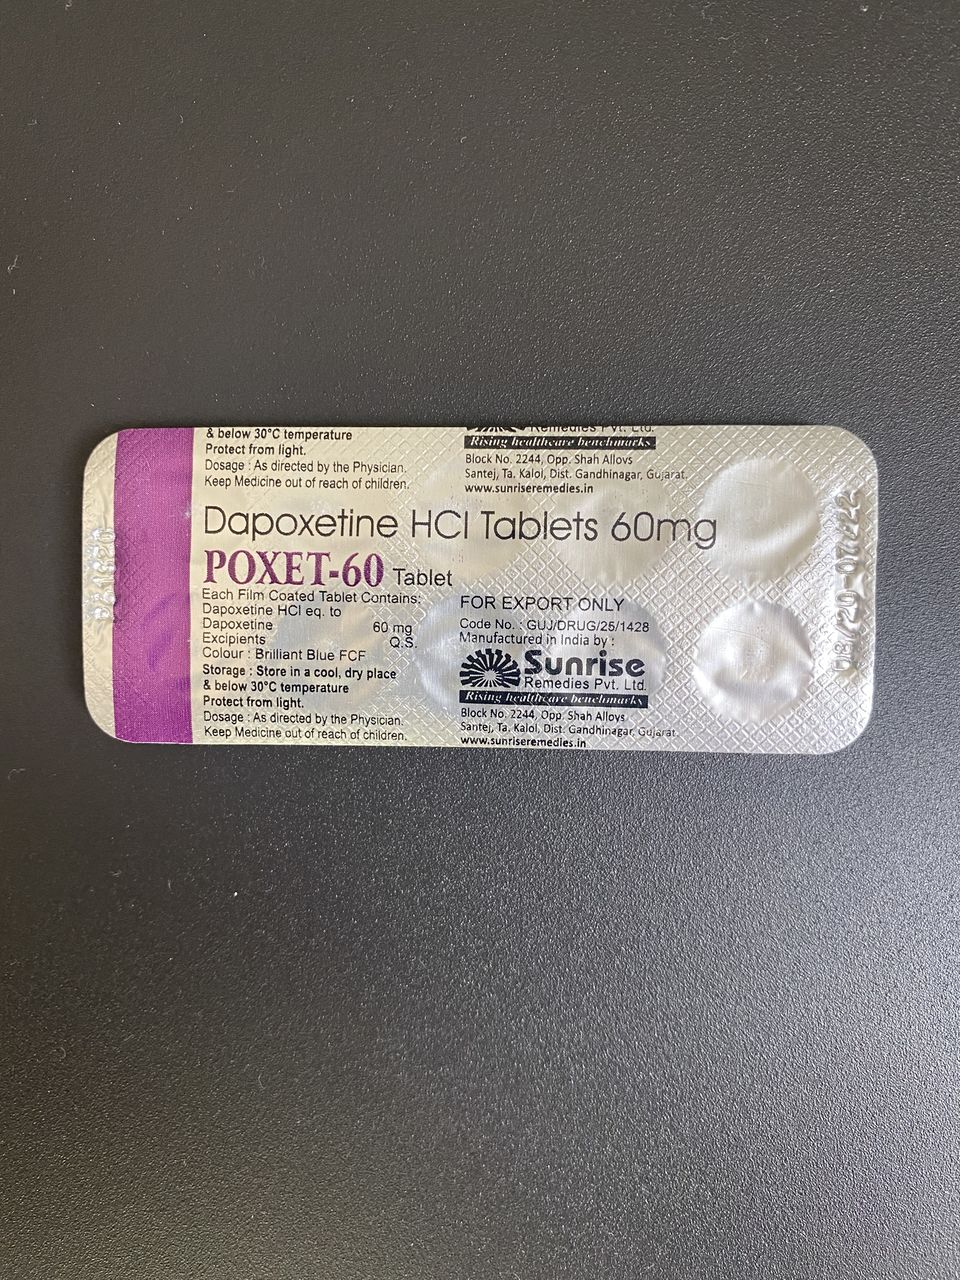 & below 30°C temperature
Protect from light.
Dosage : As directed by the Physician.
Keep Medicine out of reach of children.
Remedies Pvt. Ltd.
Rising healthcare benchmarks
Block No. 2244, Opp. Shah Alloys
Santej, Ta. Kalol, Dist. Gandhinagar, Gujarat.
www.sunriseremedies.in
Dapoxetine HCl Tablets 60mg
POXET-60 Tablet
Each Film Coated Tablet Contains:
Dapoxetine HCl eq. to
Dapoxetine 60 mg
Excipients Q.S.
Colour : Brilliant Blue FCF
Storage : Store in a cool, dry place
& below 30°C temperature
Protect from light.
Dosage : As directed by the Physician.
Keep Medicine out of reach of children.
FOR EXPORT ONLY
Code No. : GUJ/DRUG/25/1428
Manufactured in India by :
Sunrise
Remedies Pvt. Ltd.
Rising healthcare benchmarks
Block No. 2244, Opp. Shah Alloys
Santej, Ta. Kalol, Dist. Gandhinagar, Gujarat.
www.sunriseremedies.in
08/20-07/22